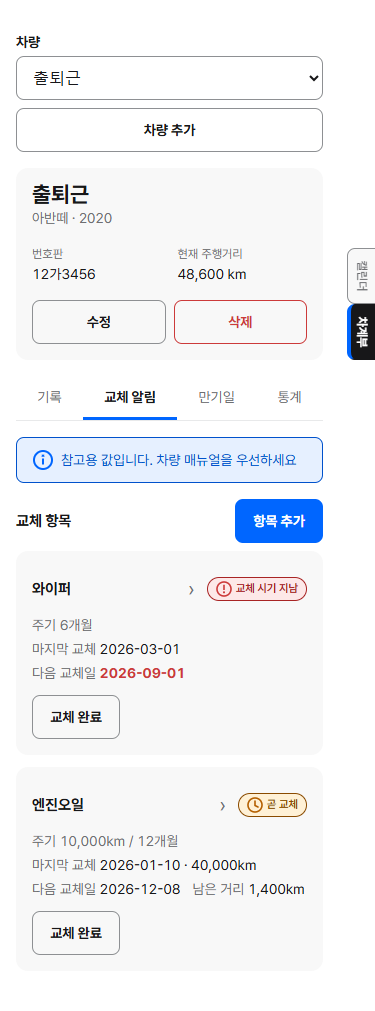 차량
출퇴근
차량 추가
출퇴근
아반떼 · 2020
번호판 현재 주행거리
12가3456 48,600 km
수정 삭제
캘린더
차계부
기록 교체 알림 만기일 통계
참고용 값입니다. 차량 매뉴얼을 우선하세요
교체 항목 항목 추가
와이퍼 › 교체 시기 지남
주기 6개월
마지막 교체 2026-03-01
다음 교체일 2026-09-01
교체 완료
엔진오일 › 곧 교체
주기 10,000km / 12개월
마지막 교체 2026-01-10 · 40,000km
다음 교체일 2026-12-08 남은 거리 1,400km
교체 완료